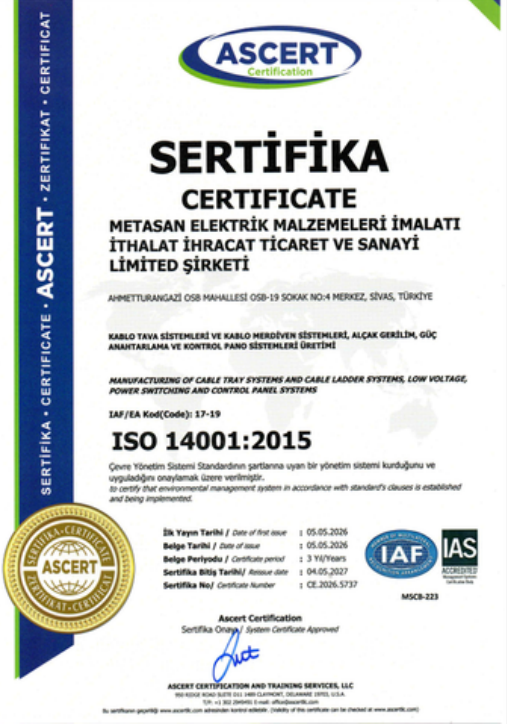 ASCERT
Certification
SERTİFİKA
CERTIFICATE
METASAN ELEKTRİK MALZEMELERİ İMALATI
İTHALAT İHRACAT TİCARET VE SANAYİ
LİMİTED ŞİRKETİ
AHMETTURANGAZİ OSB MAHALLESİ OSB-19 SOKAK NO:4 MERKEZ, SİVAS, TÜRKİYE
KABLO TAVA SİSTEMLERİ VE KABLO MERDİVEN SİSTEMLERİ, ALÇAK GERİLİM, GÜÇ
ANAHTARLAMA VE KONTROL PANO SİSTEMLERİ ÜRETİMİ
MANUFACTURING OF CABLE TRAY SYSTEMS AND CABLE LADDER SYSTEMS, LOW VOLTAGE,
POWER SWITCHING AND CONTROL PANEL SYSTEMS
IAF/EA Kod(Code): 17-19
ISO 14001:2015
Çevre Yönetim Sistemi Standardının şartlarına uyan bir yönetim sistemi kurduğunu ve
uyguladığını onaylamak üzere verilmiştir.
to certify that environmental management system in accordance with standard's clauses is established
and being implemented.
İlk Yayın Tarihi / Date of first issue : 05.05.2026
Belge Tarihi / Date of issue : 05.05.2026
Belge Periyodu / Certificate period : 3 Yıl/Years
Sertifika Bitiş Tarihi/ Reissue date : 04.05.2027
Sertifika No/ Certificate Number : CE.2026.5737
IAF
IAS
ACCREDITED
MSCB-223
Ascert Certification
Sertifika Onayı / System Certificate Approved
ASCERT CERTIFICATION AND TRAINING SERVICES, LLC
SERTİFİKA · CERTIFICATE · ASCERT · ZERTIFIKAT · CERTIFICAT
SERTİFİKA · CERTIFICATE
ASCERT
ZERTIFIKAT · CERTIFICAT